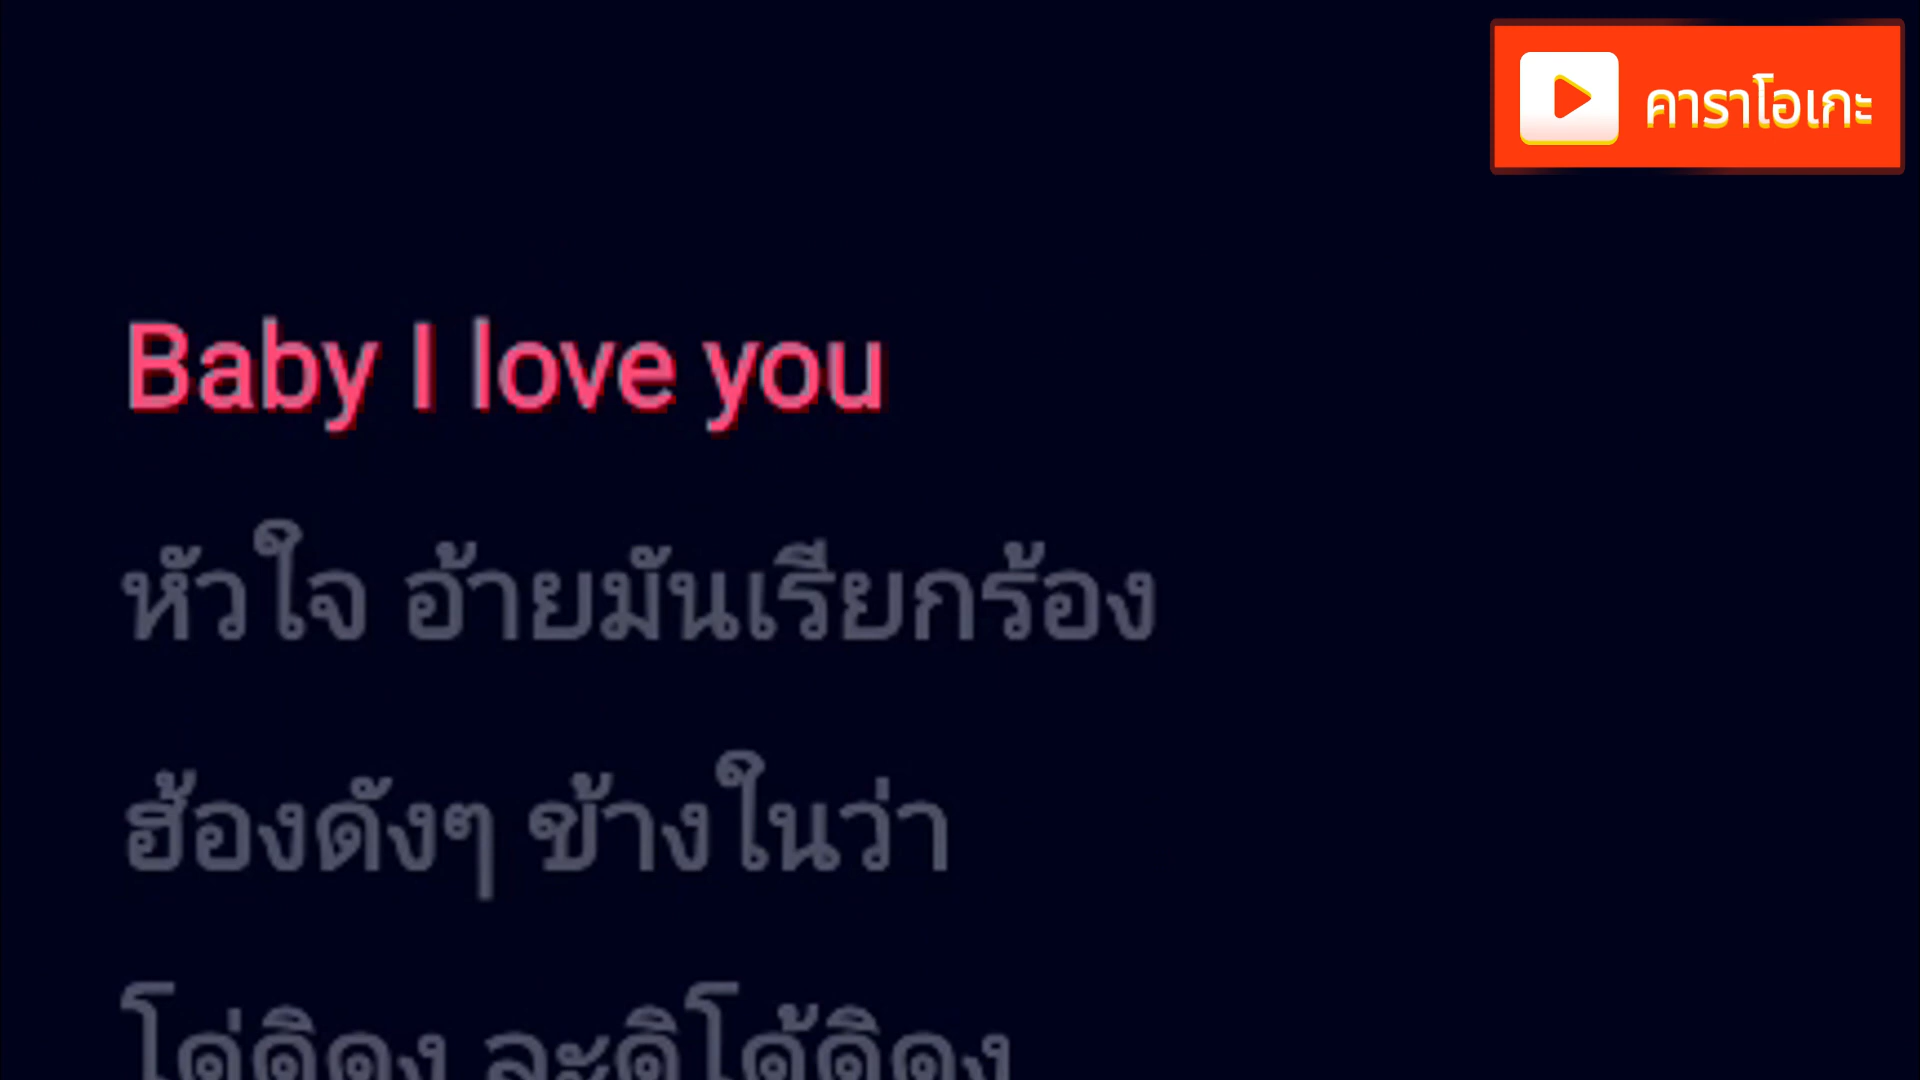 คาราโอเกะ
Baby I love you
หัวใจ อ้ายมันเรียกร้อง
ฮ้องดังๆ ข้างในว่า
โด่ดิดง ละดิโด้ดิดง